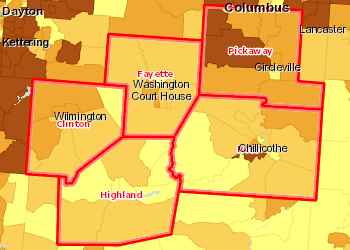 Columbus
Dayton
Lancaster
Kettering
Pickaway
Circleville
Fayette
Washington
Court House
Wilmington
Clinton
Chillicothe
Highland